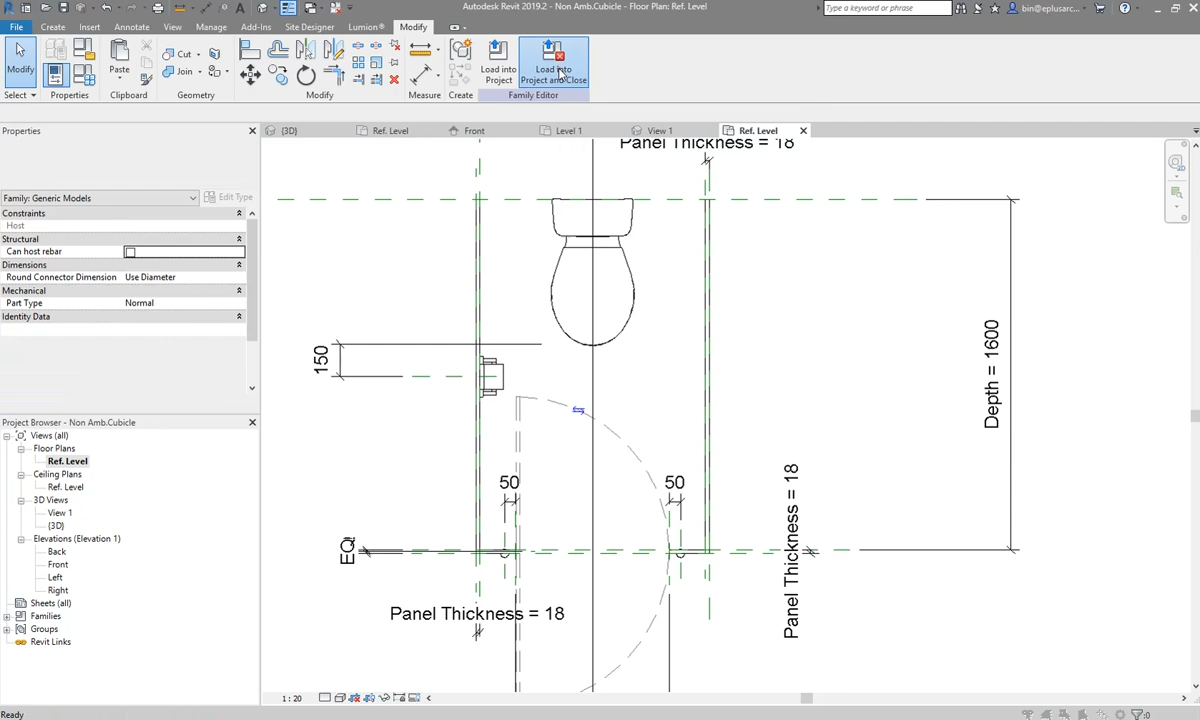 Autodesk Revit 2019.2 - Non Amb.Cubicle - Floor Plan: Ref. Level
Type a keyword or phrase
bin@eplusarc...
File Create Insert Annotate View Manage Add-Ins Site Designer Lumion® Modify
Modify
Paste
Cut
Join
Load into
Project
Load into
Project and Close
Select Properties Clipboard Geometry Modify Measure Create Family Editor
Properties
{3D}
Ref. Level
Front
Level 1
View 1
Ref. Level
Family: Generic Models
Edit Type
Constraints
Host
Structural
Can host rebar
Dimensions
Round Connector Dimension Use Diameter
Mechanical
Part Type Normal
Identity Data
Project Browser - Non Amb.Cubicle
Views (all)
Floor Plans
Ref. Level
Ceiling Plans
Ref. Level
3D Views
View 1
{3D}
Elevations (Elevation 1)
Back
Front
Left
Right
Sheets (all)
Families
Groups
Revit Links
Panel Thickness = 18
150
Depth = 1600
50
50
EQ
Panel Thickness = 18
Panel Thickness = 18
1 : 20
Ready
:0